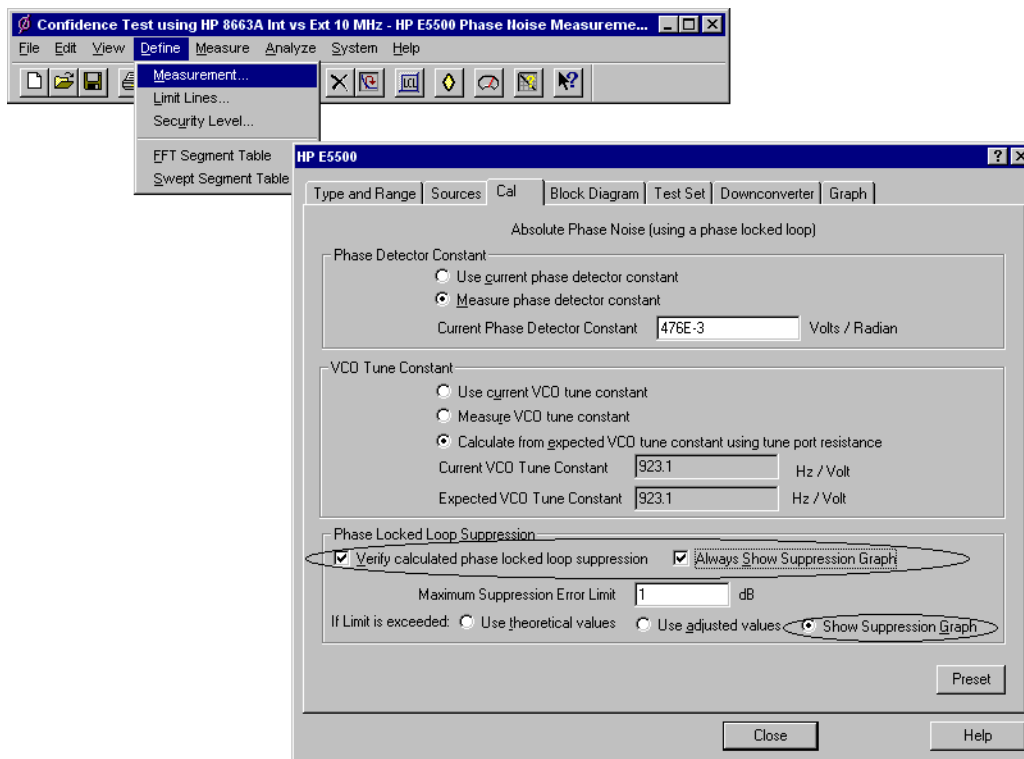 Confidence Test using HP 8663A Int vs Ext 10 MHz - HP E5500 Phase Noise Measureme...
File Edit View Define Measure Analyze System Help
Measurement...
Limit Lines...
Security Level...
FFT Segment Table
Swept Segment Table
HP E5500
Type and Range Sources Cal Block Diagram Test Set Downconverter Graph
Absolute Phase Noise (using a phase locked loop)
Phase Detector Constant
Use current phase detector constant
Measure phase detector constant
Current Phase Detector Constant 476E-3 Volts / Radian
VCO Tune Constant
Use current VCO tune constant
Measure VCO tune constant
Calculate from expected VCO tune constant using tune port resistance
Current VCO Tune Constant 923.1 Hz / Volt
Expected VCO Tune Constant 923.1 Hz / Volt
Phase Locked Loop Suppression
Verify calculated phase locked loop suppression Always Show Suppression Graph
Maximum Suppression Error Limit 1 dB
If Limit is exceeded: Use theoretical values Use adjusted values Show Suppression Graph
Preset
Close Help